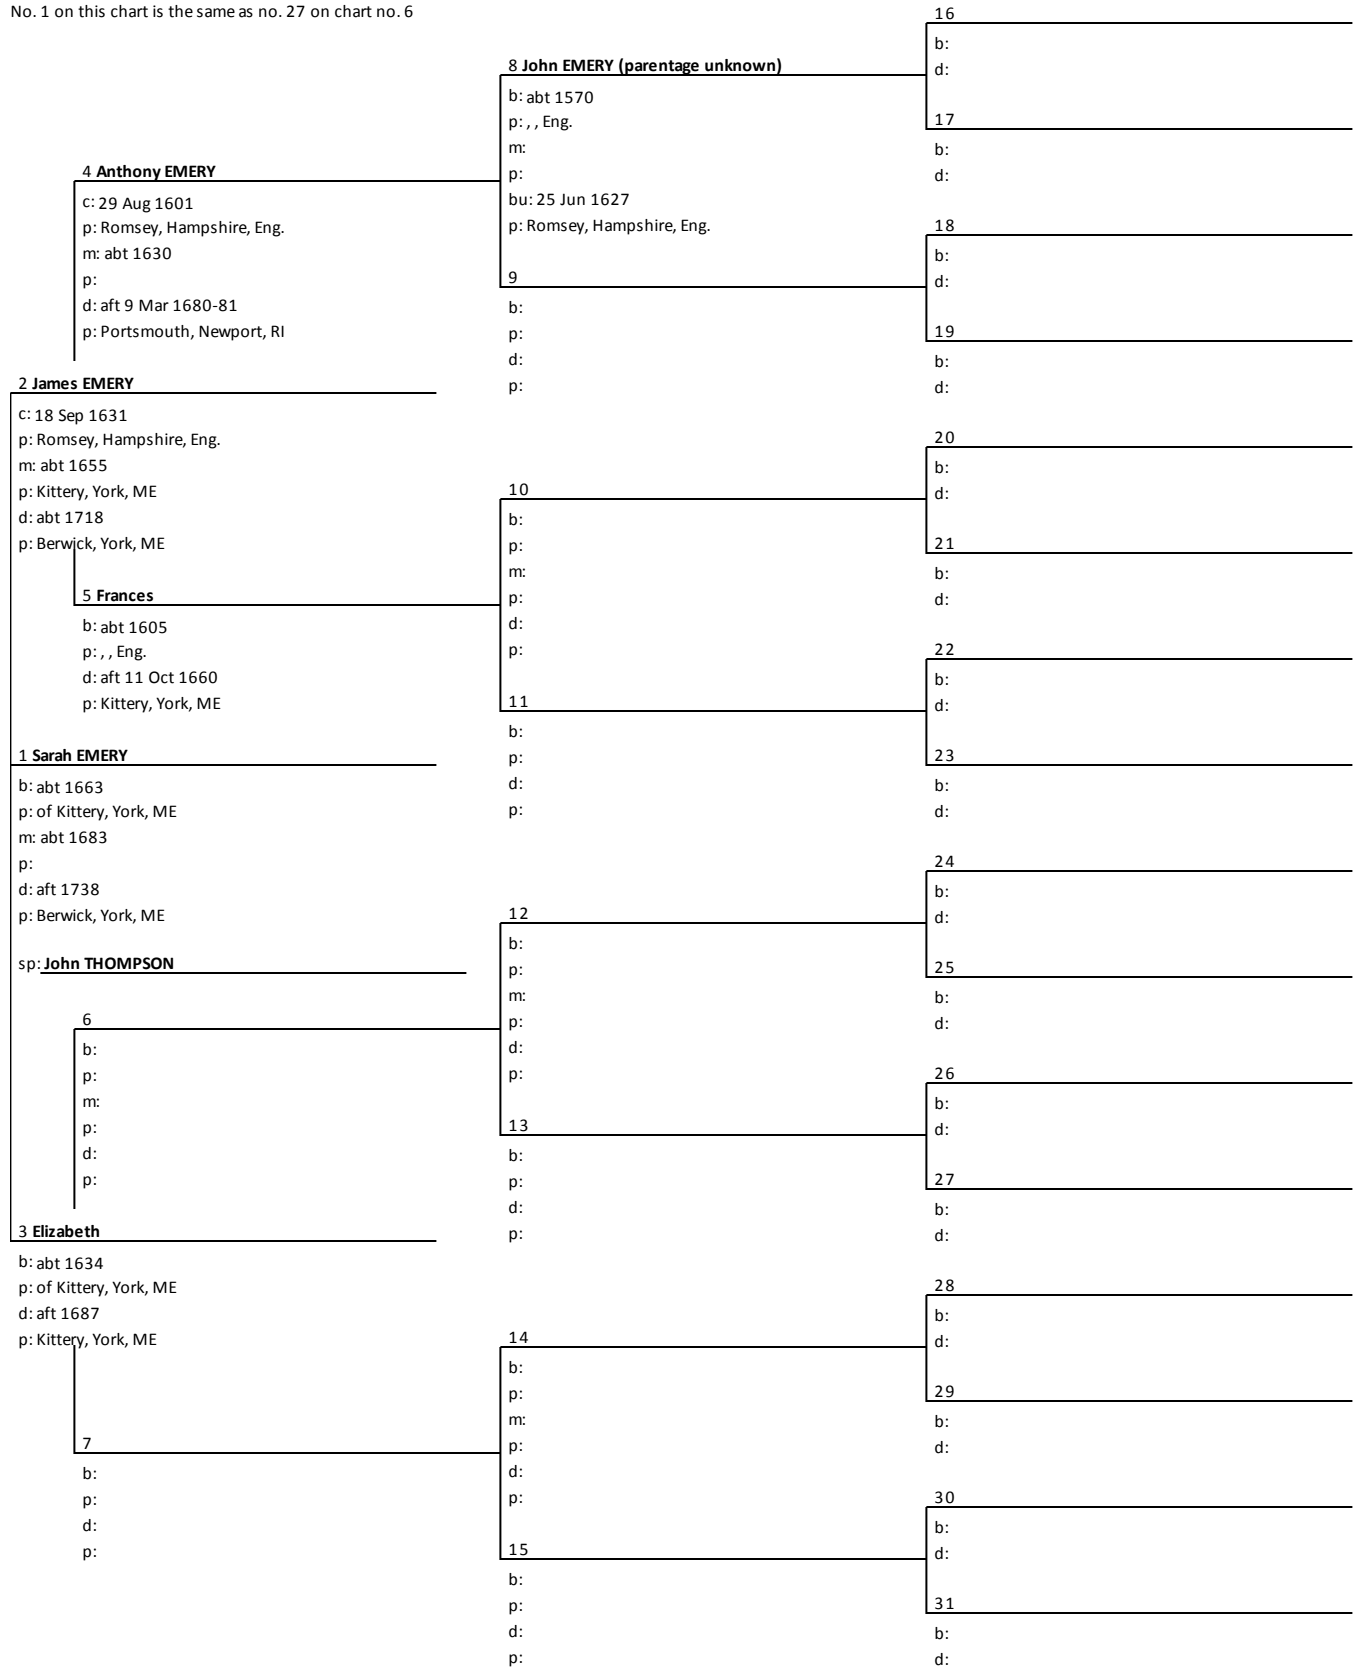 No. 1 on this chart is the same as no. 27 on chart no. 6
2 James EMERY
c: 18 Sep 1631
p: Romsey, Hampshire, Eng.
m: abt 1655
p: Kittery, York, ME
d: abt 1718
p: Berwick, York, ME
1 Sarah EMERY
b: abt 1663
p: of Kittery, York, ME
m: abt 1683
p:
d: aft 1738
p: Berwick, York, ME
sp: John THOMPSON
3 Elizabeth
b: abt 1634
p: of Kittery, York, ME
d: aft 1687
p: Kittery, York, ME
4 Anthony EMERY
c: 29 Aug 1601
p: Romsey, Hampshire, Eng.
m: abt 1630
p:
d: aft 9 Mar 1680-81
p: Portsmouth, Newport, RI
5 Frances
b: abt 1605
p: , , Eng.
d: aft 11 Oct 1660
p: Kittery, York, ME
6
b:
p:
m:
p:
d:
p:
7
b:
p:
d:
p:
8 John EMERY (parentage unknown)
b: abt 1570
p: , , Eng.
m:
p:
bu: 25 Jun 1627
p: Romsey, Hampshire, Eng.
9
b:
p:
d:
p:
10
b:
p:
m:
p:
d:
p:
11
b:
p:
d:
p:
12
b:
p:
m:
p:
d:
p:
13
b:
p:
d:
p:
14
b:
p:
m:
p:
d:
p:
15
b:
p:
d:
p:
16
b:
d:
17
b:
d:
18
b:
d:
19
b:
d:
20
b:
d:
21
b:
d:
22
b:
d:
23
b:
d:
24
b:
d:
25
b:
d:
26
b:
d:
27
b:
d:
28
b:
d:
29
b:
d:
30
b:
d:
31
b:
d: